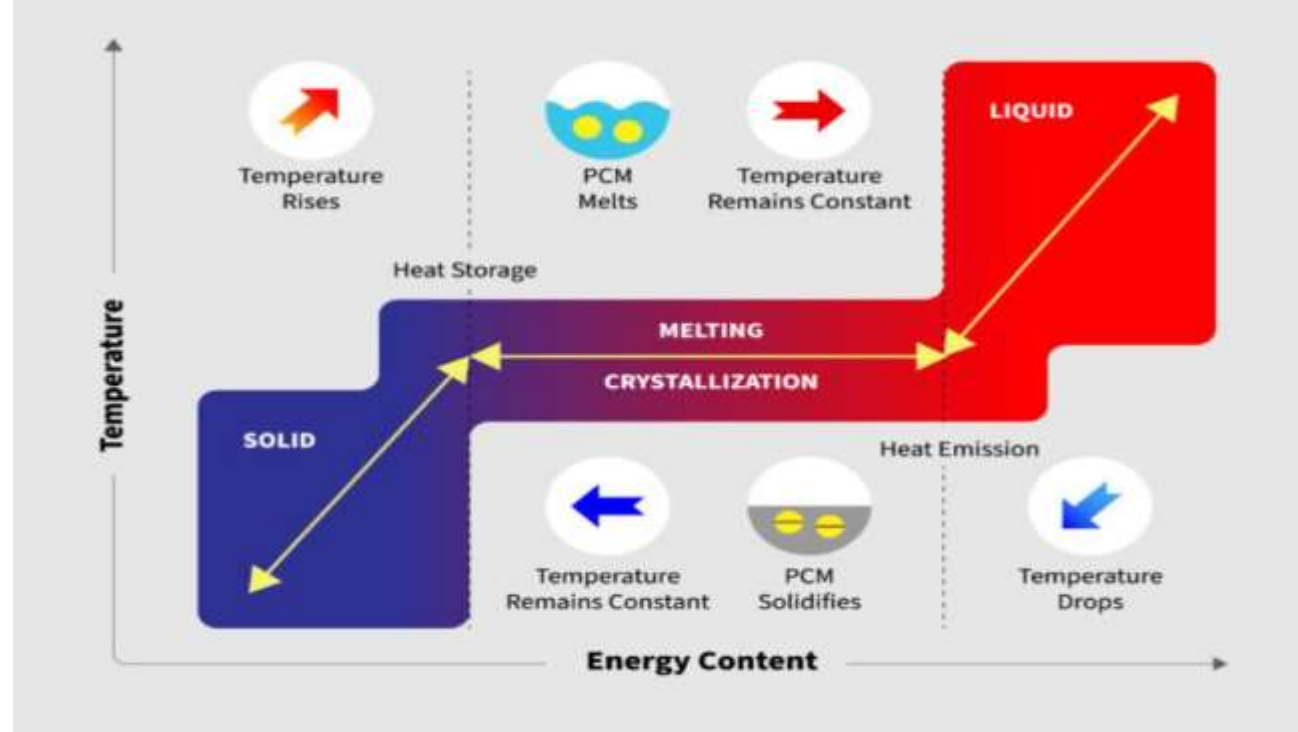 Temperature
Rises
PCM
Melts
Temperature
Remains Constant
LIQUID
Heat Storage
MELTING
CRYSTALLIZATION
SOLID
Heat Emission
Temperature
Remains Constant
PCM
Solidifies
Temperature
Drops
Temperature
Energy Content